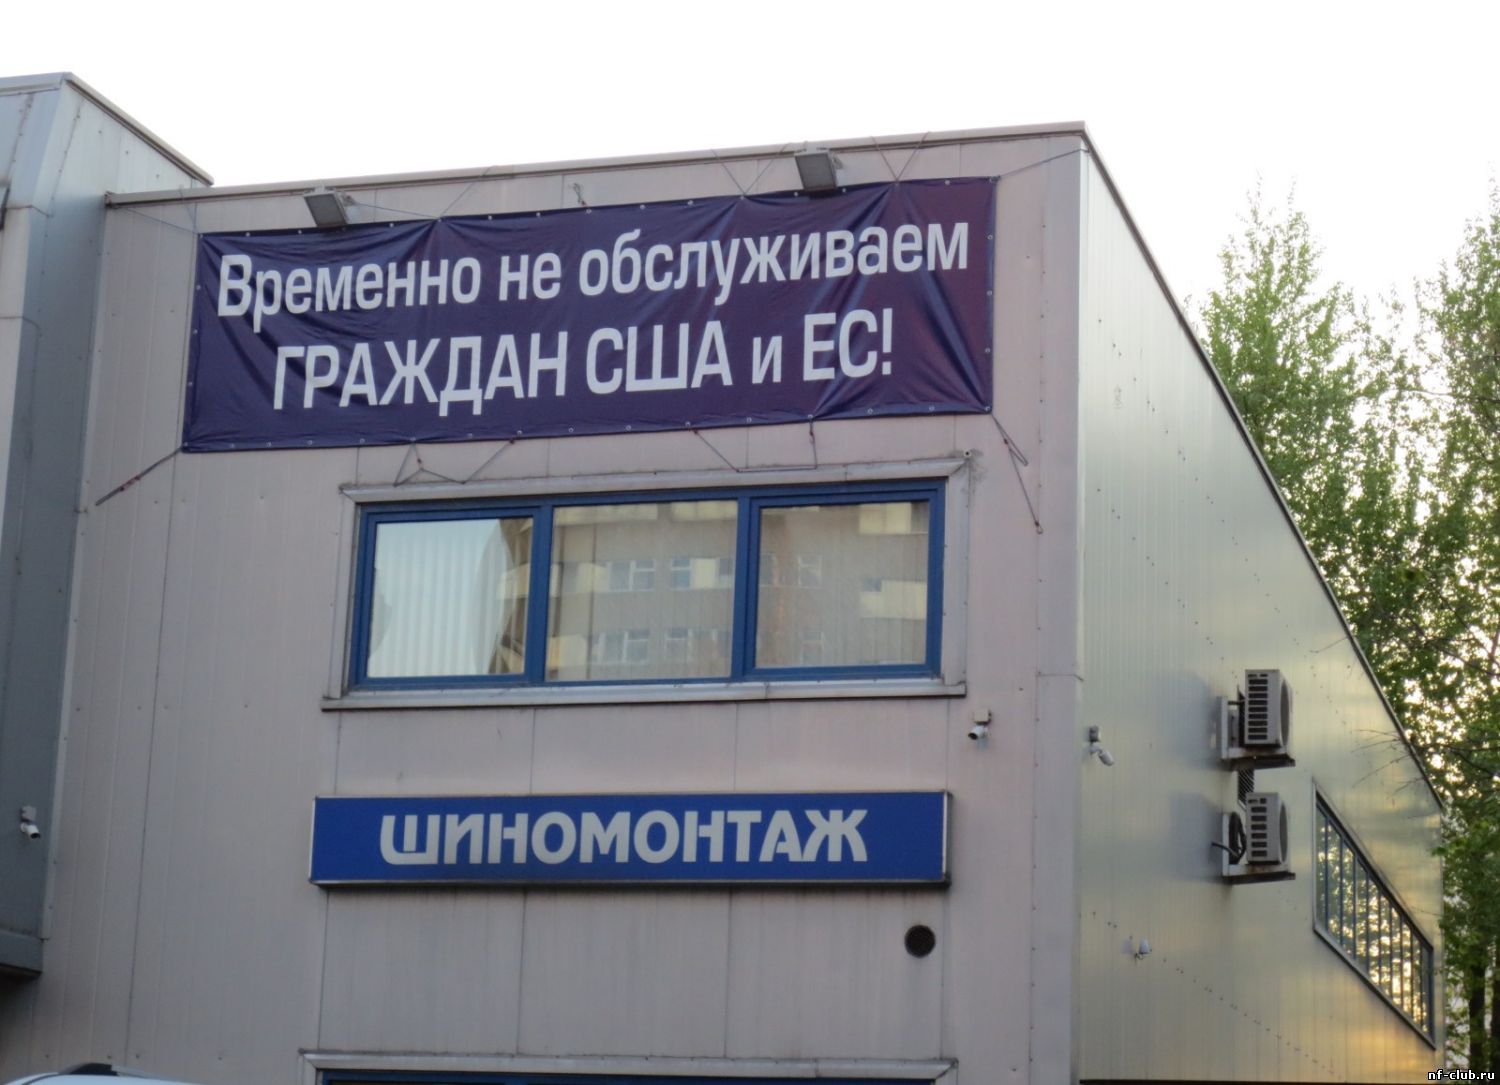 Временно не обслуживаем
ГРАЖДАН США и ЕС!
ШИНОМОНТАЖ
nf-club.ru